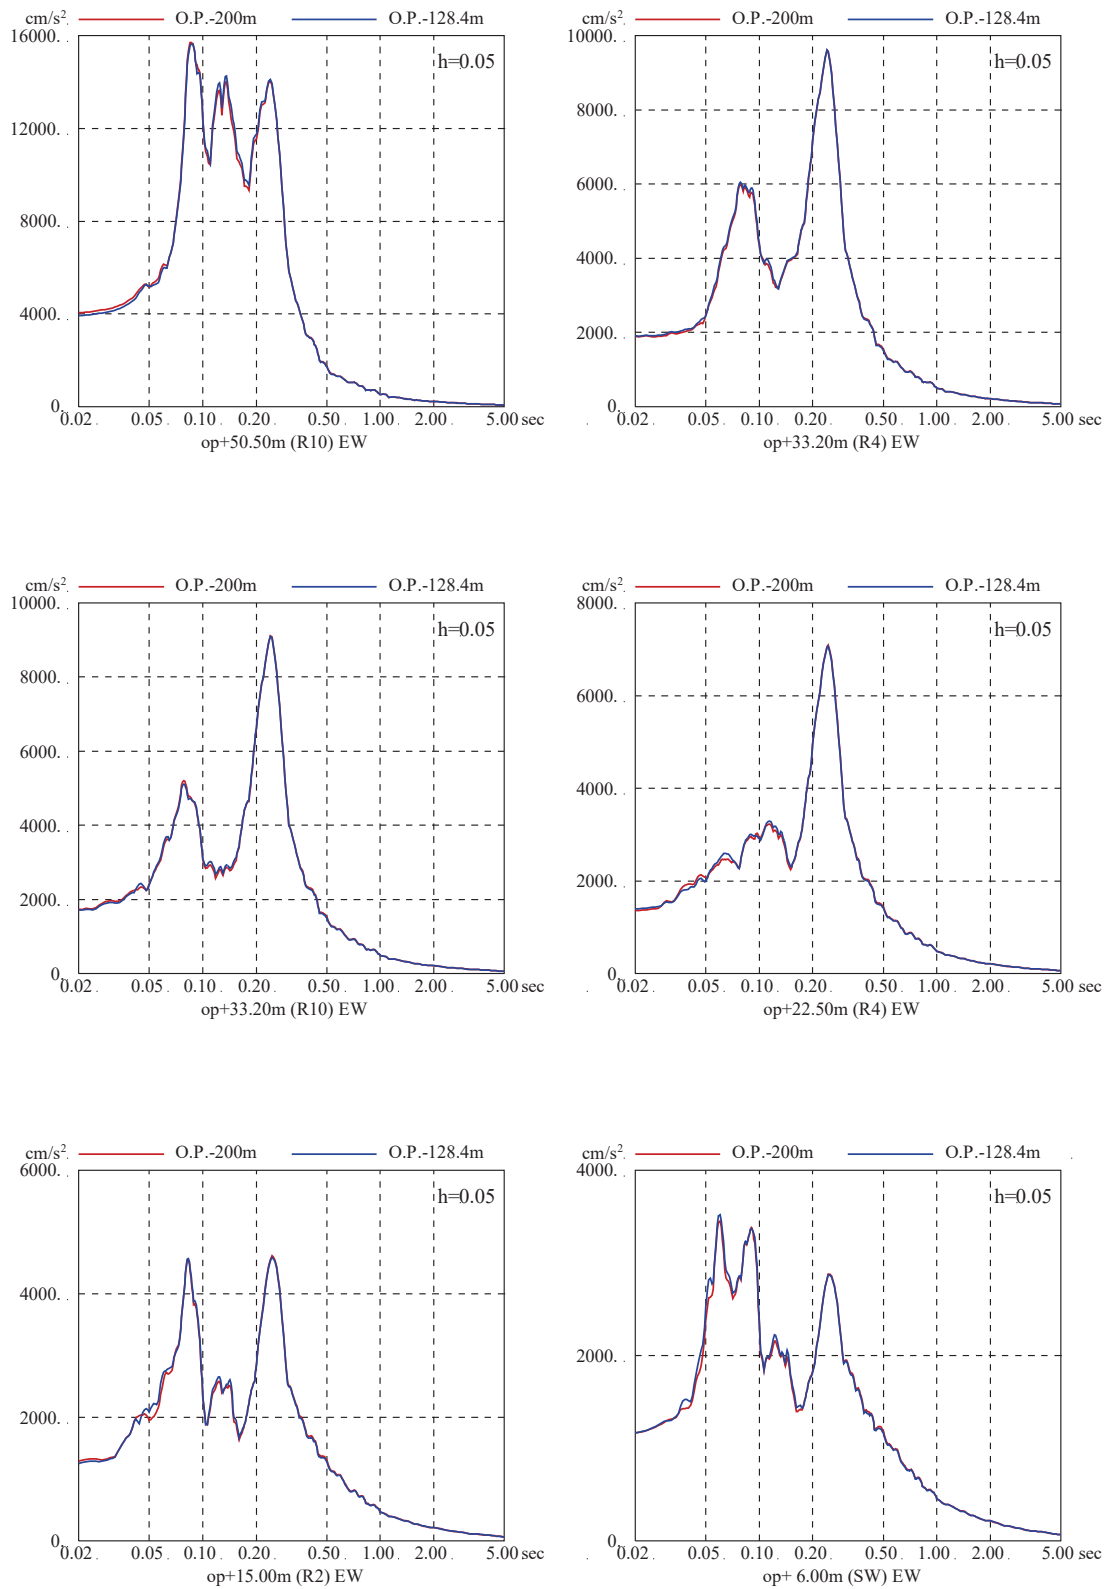 cm/s² O.P.-200m O.P.-128.4m
16000.
h=0.05
12000.
8000.
4000.
0.
0.02 0.05 0.10 0.20 0.50 1.00 2.00 5.00 sec
op+50.50m (R10) EW
cm/s² O.P.-200m O.P.-128.4m
10000.
h=0.05
8000.
6000.
4000.
2000.
0.
0.02 0.05 0.10 0.20 0.50 1.00 2.00 5.00 sec
op+33.20m (R4) EW
cm/s² O.P.-200m O.P.-128.4m
10000.
h=0.05
8000.
6000.
4000.
2000.
0.
0.02 0.05 0.10 0.20 0.50 1.00 2.00 5.00 sec
op+33.20m (R10) EW
cm/s² O.P.-200m O.P.-128.4m
8000.
h=0.05
6000.
4000.
2000.
0.
0.02 0.05 0.10 0.20 0.50 1.00 2.00 5.00 sec
op+22.50m (R4) EW
cm/s² O.P.-200m O.P.-128.4m
6000.
h=0.05
4000.
2000.
0.
0.02 0.05 0.10 0.20 0.50 1.00 2.00 5.00 sec
op+15.00m (R2) EW
cm/s² O.P.-200m O.P.-128.4m
4000.
h=0.05
2000.
0.
0.02 0.05 0.10 0.20 0.50 1.00 2.00 5.00 sec
op+ 6.00m (SW) EW